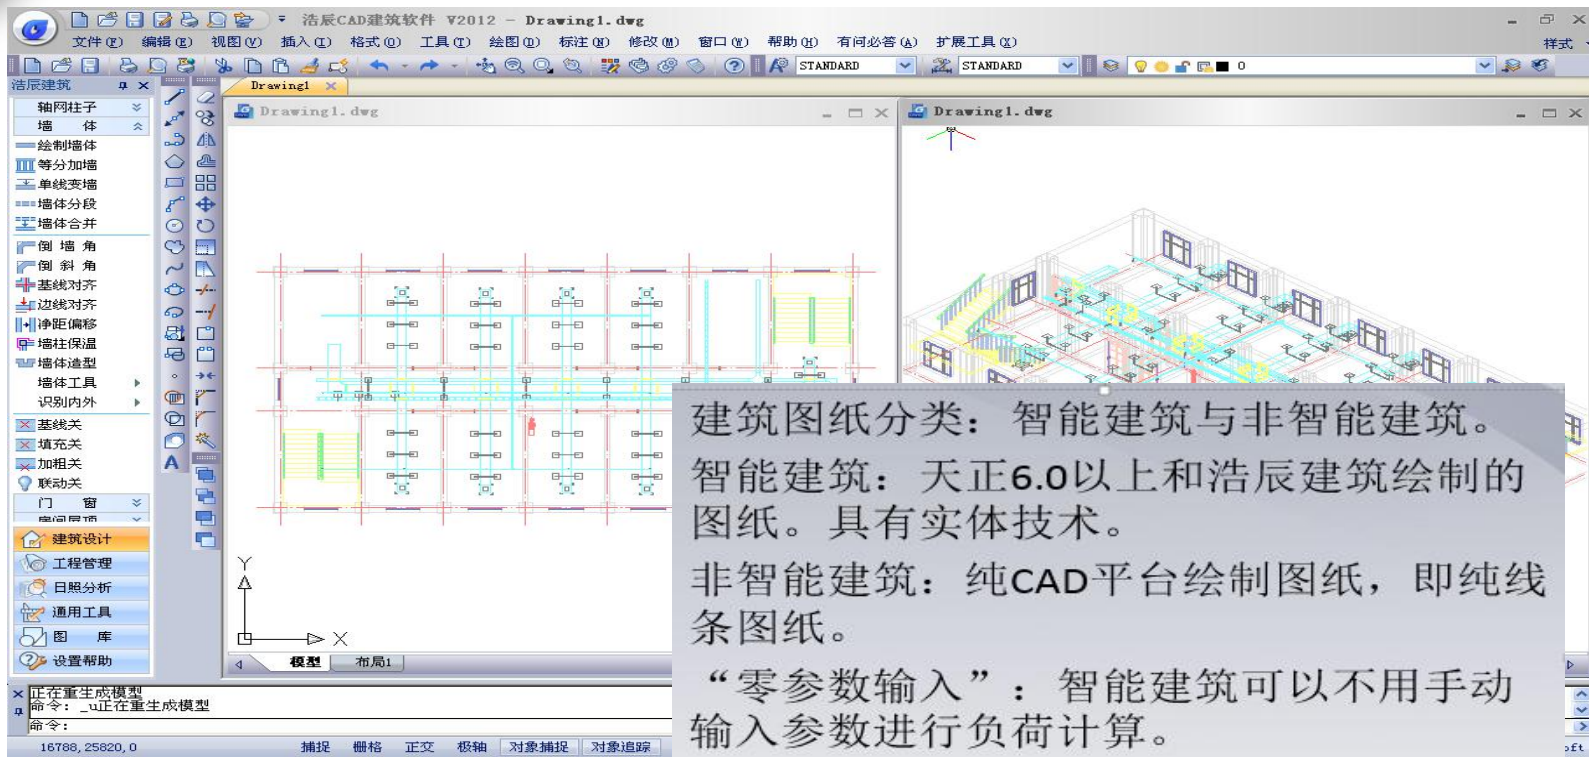 浩辰CAD建筑软件 V2012 - Drawing1.dwg
文件(F) 编辑(E) 视图(V) 插入(I) 格式(O) 工具(T) 绘图(D) 标注(N) 修改(M) 窗口(W) 帮助(H) 有问必答(A) 扩展工具(X)
样式
STANDARD STANDARD 0
浩辰建筑
Drawing1
轴网柱子
墙 体
绘制墙体
等分加墙
单线变墙
墙体分段
墙体合并
倒 墙 角
倒 斜 角
基线对齐
边线对齐
净距偏移
墙柱保温
墙体造型
墙体工具
识别内外
基线关
填充关
加粗关
联动关
门 窗
房间屋顶
建筑设计
工程管理
日照分析
通用工具
图 库
设置帮助
Drawing1.dwg
Drawing1.dwg
Y
X
模型 布局1
建筑图纸分类：智能建筑与非智能建筑。
智能建筑：天正6.0以上和浩辰建筑绘制的
图纸。具有实体技术。
非智能建筑：纯CAD平台绘制图纸，即纯线
条图纸。
“零参数输入”：智能建筑可以不用手动
输入参数进行负荷计算。
正在重生成模型
命令: _u正在重生成模型
命令:
16788,25820,0 捕捉 栅格 正交 极轴 对象捕捉 对象追踪
oft